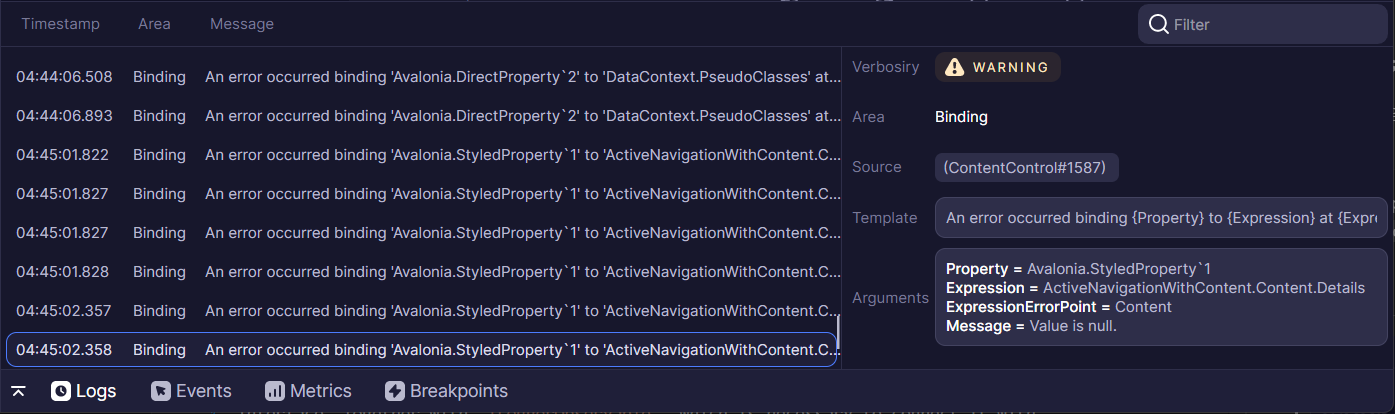 Timestamp Area Message Filter
04:44:06.508 Binding An error occurred binding 'Avalonia.DirectProperty`2' to 'DataContext.PseudoClasses' at...
04:44:06.893 Binding An error occurred binding 'Avalonia.DirectProperty`2' to 'DataContext.PseudoClasses' at...
04:45:01.822 Binding An error occurred binding 'Avalonia.StyledProperty`1' to 'ActiveNavigationWithContent.C...
04:45:01.827 Binding An error occurred binding 'Avalonia.StyledProperty`1' to 'ActiveNavigationWithContent.C...
04:45:01.827 Binding An error occurred binding 'Avalonia.StyledProperty`1' to 'ActiveNavigationWithContent.C...
04:45:01.828 Binding An error occurred binding 'Avalonia.StyledProperty`1' to 'ActiveNavigationWithContent.C...
04:45:02.357 Binding An error occurred binding 'Avalonia.StyledProperty`1' to 'ActiveNavigationWithContent.C...
04:45:02.358 Binding An error occurred binding 'Avalonia.StyledProperty`1' to 'ActiveNavigationWithContent.C...
Verbosiry WARNING
Area Binding
Source (ContentControl#1587)
Template An error occurred binding {Property} to {Expression} at {Expre
Arguments
Property = Avalonia.StyledProperty`1
Expression = ActiveNavigationWithContent.Content.Details
ExpressionErrorPoint = Content
Message = Value is null.
Logs Events Metrics Breakpoints